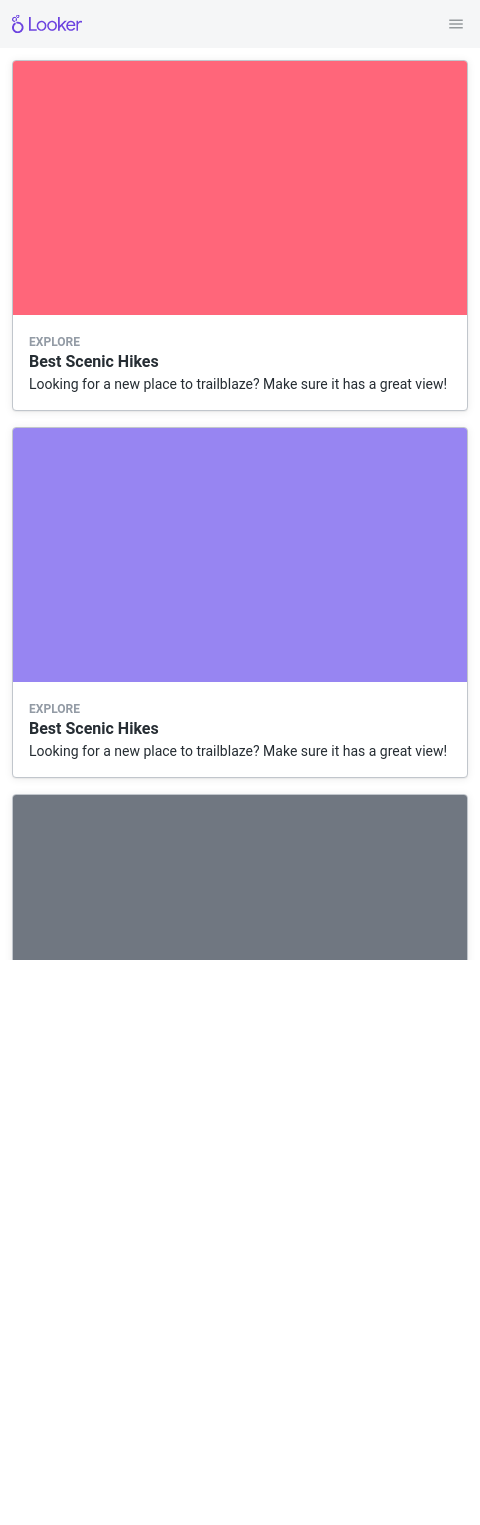 Looker
EXPLORE
Best Scenic Hikes
Looking for a new place to trailblaze? Make sure it has a great view!
EXPLORE
Best Scenic Hikes
Looking for a new place to trailblaze? Make sure it has a great view!